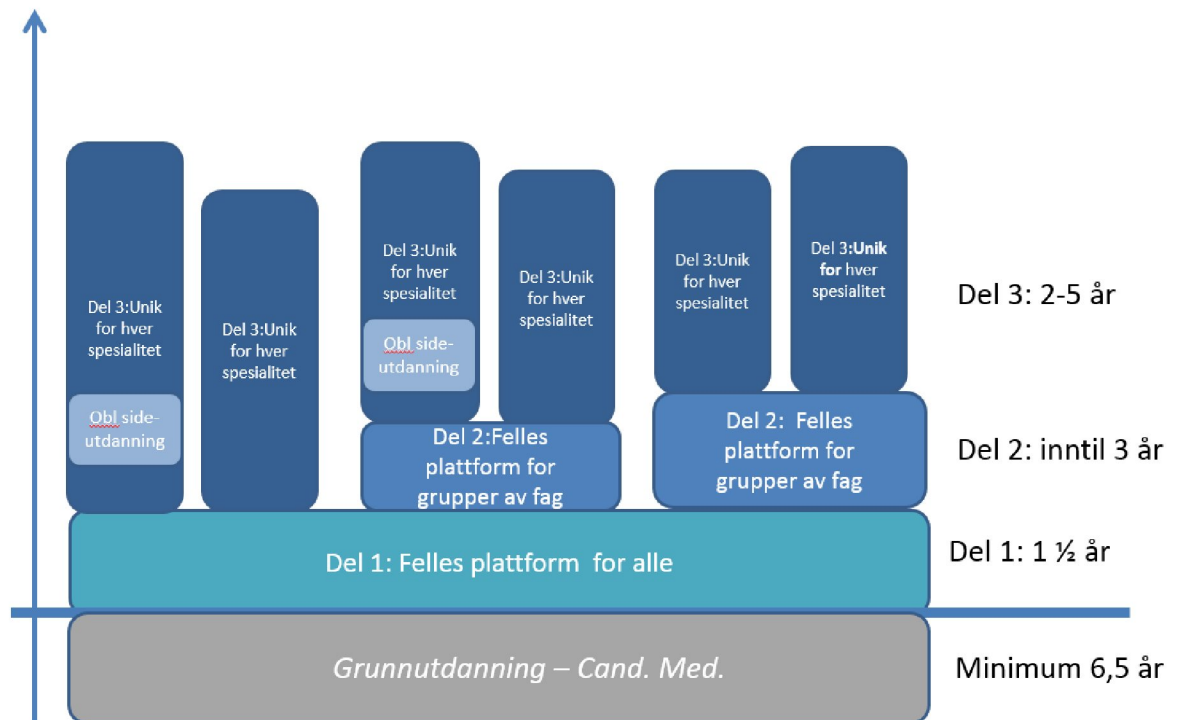 Del 3:Unik
for hver
spesialitet
Obl side-
utdanning
Del 3:Unik
for hver
spesialitet
Del 3:Unik
for hver
spesialitet
Obl side-
utdanning
Del 3:Unik
for hver
spesialitet
Del 3:Unik
for hver
spesialitet
Del 3:Unik
for hver
spesialitet
Del 3: 2-5 år
Del 2:Felles
plattform for
grupper av fag
Del 2: Felles
plattform for
grupper av fag
Del 2: inntil 3 år
Del 1: Felles plattform for alle
Del 1: 1 ½ år
Grunnutdanning – Cand. Med.
Minimum 6,5 år